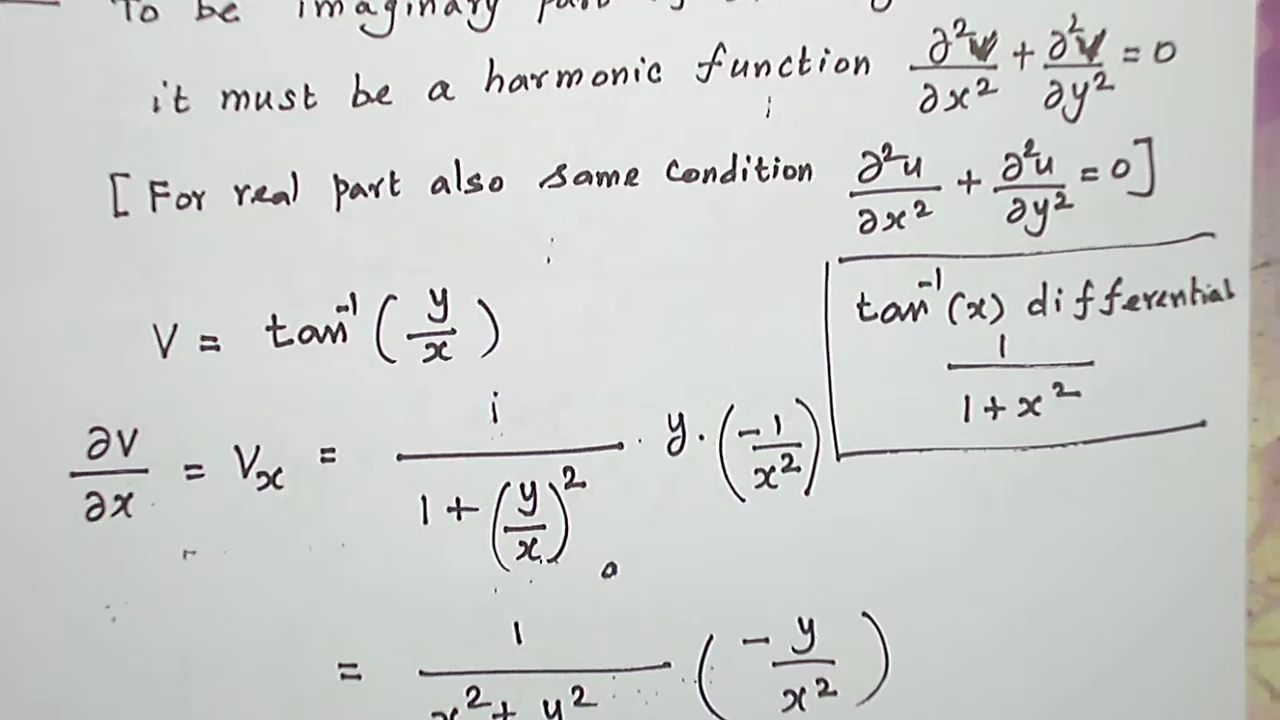 To be imaginary part
it must be a harmonic function ∂²v/∂x² + ∂²v/∂y² = 0
[For real part also same condition ∂²u/∂x² + ∂²u/∂y² = 0]
tan⁻¹(x) differential
1/(1+x²)
V = tan⁻¹(y/x)
∂V/∂x = Vx = 1/(1+(y/x)²) · y·(-1/x²)
= 1/(x²+y²) (-y/x²)